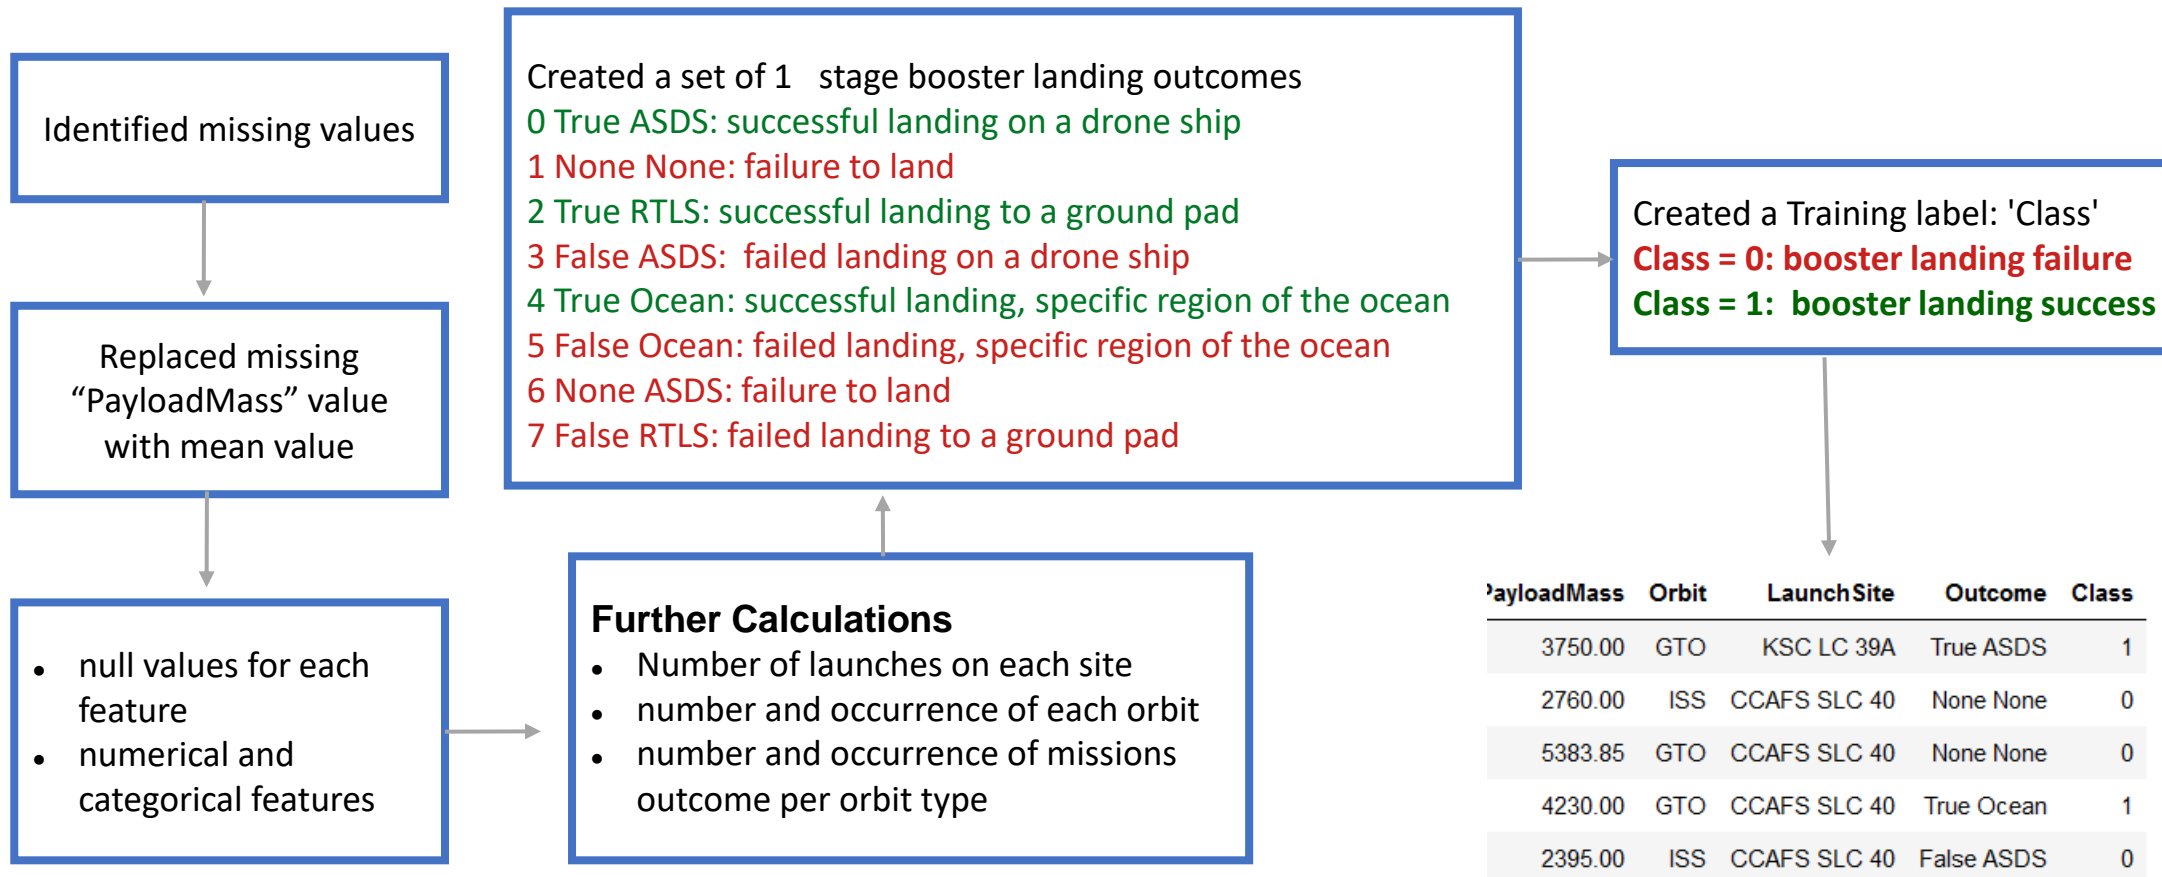 Identified missing values
Replaced missing
“PayloadMass” value
with mean value
• null values for each
feature
• numerical and
categorical features
Further Calculations
• Number of launches on each site
• number and occurrence of each orbit
• number and occurrence of missions
outcome per orbit type
Created a set of 1 stage booster landing outcomes
0 True ASDS: successful landing on a drone ship
1 None None: failure to land
2 True RTLS: successful landing to a ground pad
3 False ASDS: failed landing on a drone ship
4 True Ocean: successful landing, specific region of the ocean
5 False Ocean: failed landing, specific region of the ocean
6 None ASDS: failure to land
7 False RTLS: failed landing to a ground pad
Created a Training label: 'Class'
Class = 0: booster landing failure
Class = 1: booster landing success
PayloadMass Orbit LaunchSite Outcome Class
3750.00 GTO KSC LC 39A True ASDS 1
2760.00 ISS CCAFS SLC 40 None None 0
5383.85 GTO CCAFS SLC 40 None None 0
4230.00 GTO CCAFS SLC 40 True Ocean 1
2395.00 ISS CCAFS SLC 40 False ASDS 0